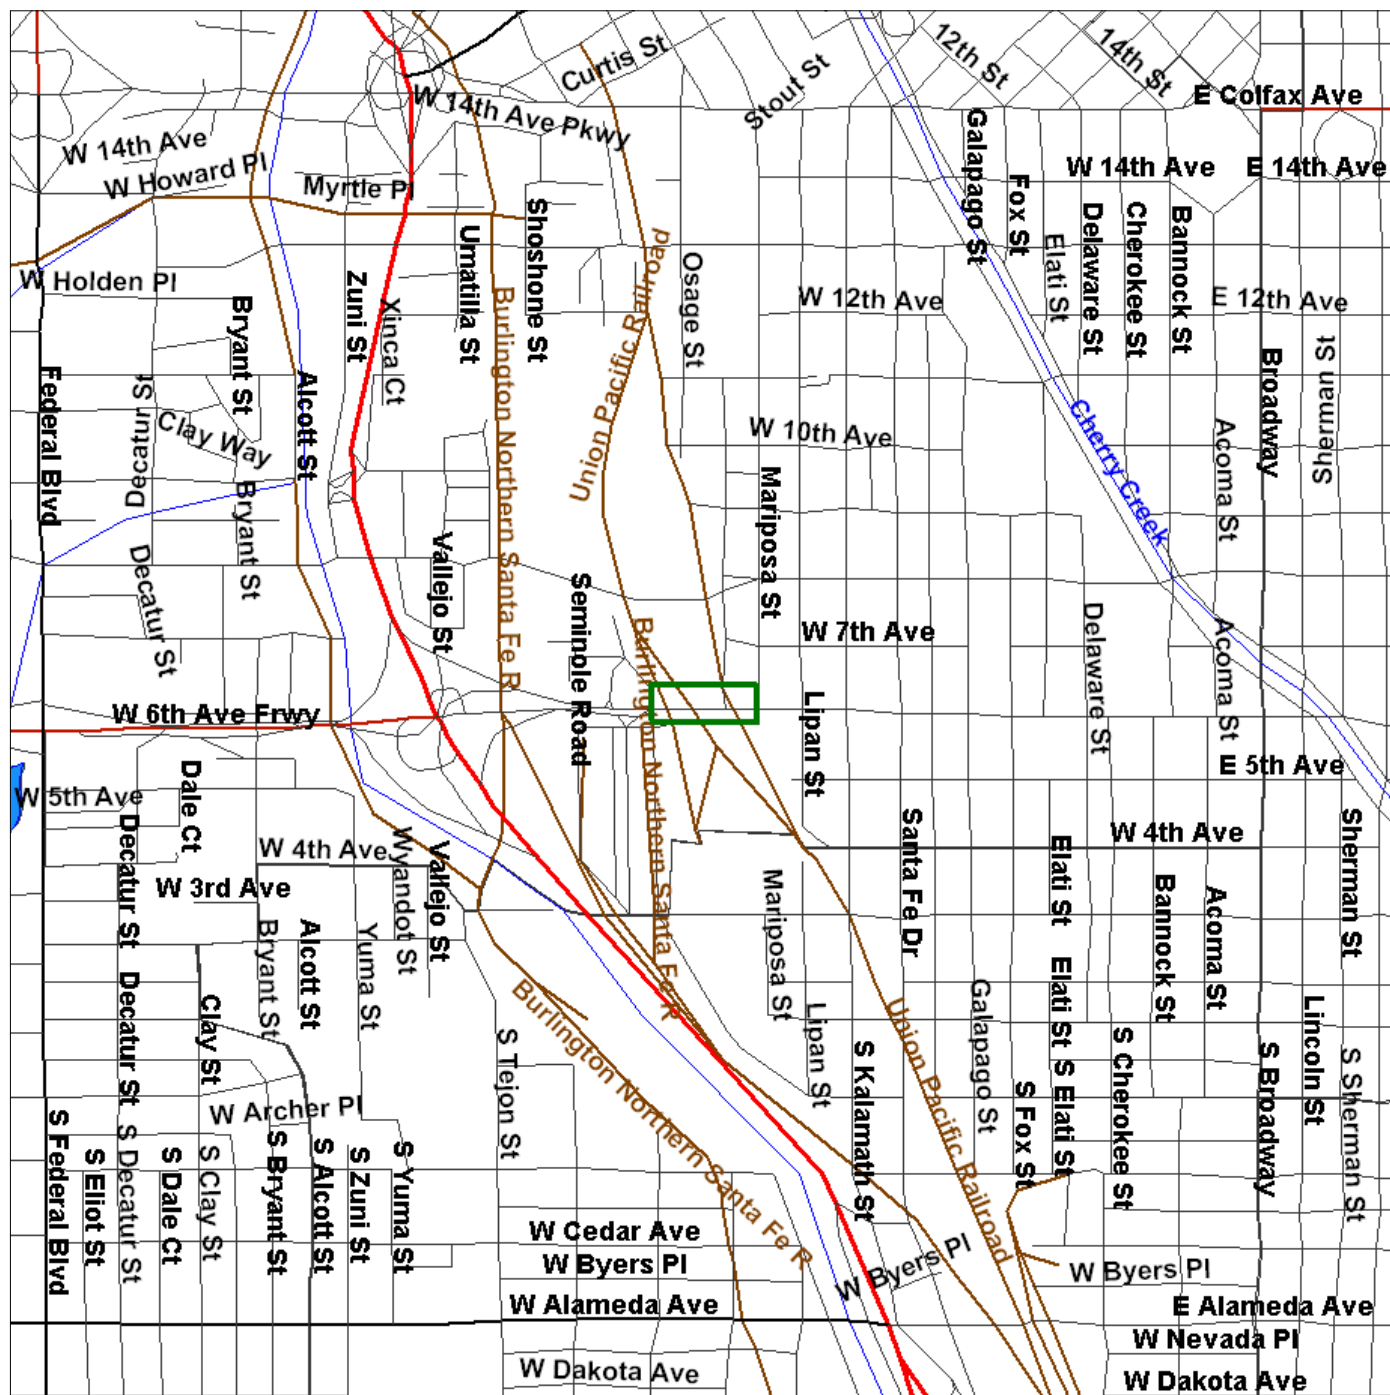 Curtis St
Stout St
12th St
14th St
E Colfax Ave
W 14th Ave Pkwy
W 14th Ave
W Howard Pl
Myrtle Pl
W 14th Ave
E 14th Ave
Galapago St
Fox St
Elati St
Delaware St
Cherokee St
Bannock St
W Holden Pl
Bryant St
Zuni St
Xinca Ct
Umatilla St
Shoshone St
Burlington Northern Santa Fe R
Union Pacific Railroad
Osage St
W 12th Ave
E 12th Ave
Broadway
Sherman St
Federal Blvd
Decatur St
Clay Way
Alcott St
W 10th Ave
Cherry Creek
Acoma St
Mariposa St
Bryant St
Decatur St
Vallejo St
Seminole Road
Burlington Northern Santa Fe R
W 7th Ave
Delaware St
Acoma St
W 6th Ave Frwy
Lipan St
E 5th Ave
W 5th Ave
Dale Ct
Decatur St
W 4th Ave
Wyandot St
Vallejo St
Santa Fe Dr
W 4th Ave
Elati St
Sherman St
W 3rd Ave
Bryant St
Alcott St
Yuma St
Mariposa St
Bannock St
Acoma St
Decatur St
Clay St
Burlington Northern Santa Fe R
S Tejon St
Lipan St
S Kalamath St
Union Pacific Railroad
Galapago St
Elati St
S Cherokee St
S Broadway
Lincoln St
S Sherman St
W Archer Pl
S Fox St
S Elati St
S Federal Blvd
S Eliot St
S Decatur St
S Dale Ct
S Clay St
S Bryant St
S Alcott St
S Zuni St
S Yuma St
W Cedar Ave
W Byers Pl
W Byers Pl
W Byers Pl
W Alameda Ave
E Alameda Ave
W Nevada Pl
W Dakota Ave
W Dakota Ave